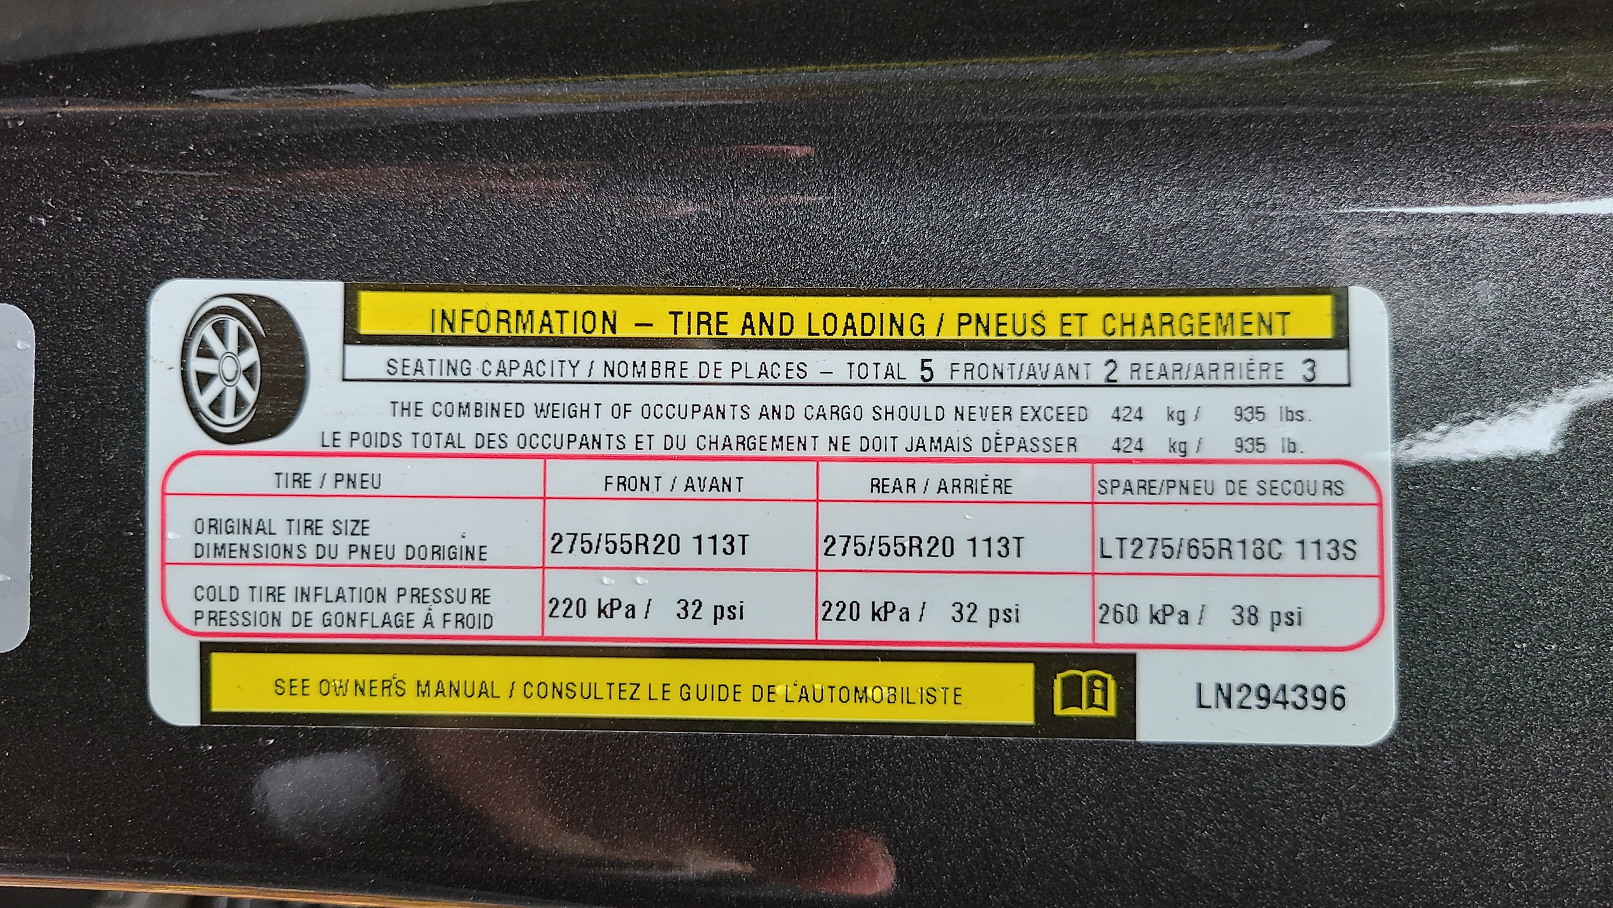 INFORMATION – TIRE AND LOADING / PNEUS ET CHARGEMENT
SEATING CAPACITY / NOMBRE DE PLACES – TOTAL 5 FRONT/AVANT 2 REAR/ARRIÈRE 3
THE COMBINED WEIGHT OF OCCUPANTS AND CARGO SHOULD NEVER EXCEED 424 kg / 935 lbs.
LE POIDS TOTAL DES OCCUPANTS ET DU CHARGEMENT NE DOIT JAMAIS DÉPASSER 424 kg / 935 lb.
TIRE / PNEU FRONT / AVANT REAR / ARRIÈRE SPARE/PNEU DE SECOURS
ORIGINAL TIRE SIZE
DIMENSIONS DU PNEU DORIGINE 275/55R20 113T 275/55R20 113T LT275/65R18C 113S
COLD TIRE INFLATION PRESSURE
PRESSION DE GONFLAGE Á FROID 220 kPa / 32 psi 220 kPa / 32 psi 260 kPa / 38 psi
SEE OWNER'S MANUAL / CONSULTEZ LE GUIDE DE L'AUTOMOBILISTE
LN294396